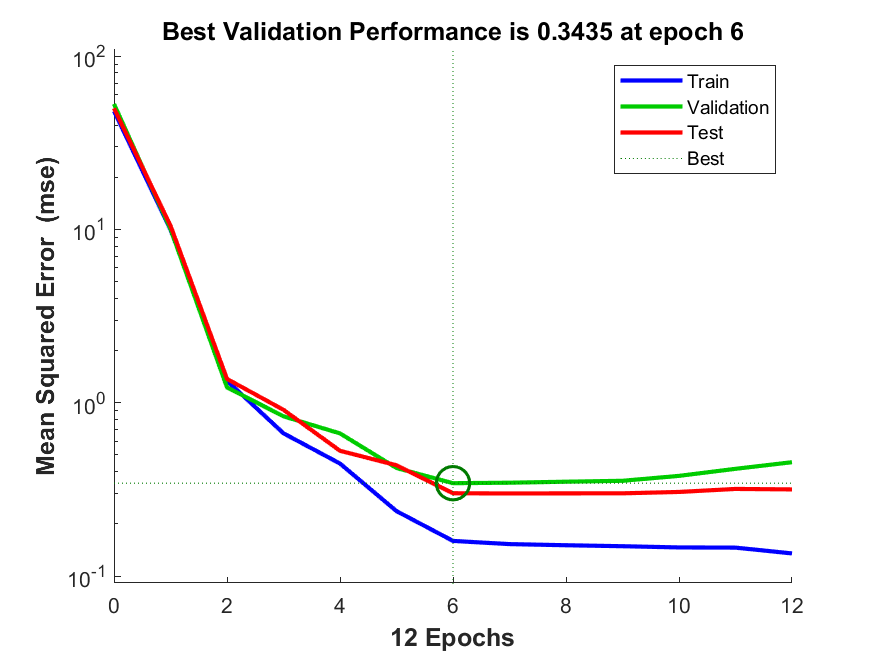 Best Validation Performance is 0.3435 at epoch 6
Mean Squared Error (mse)
10^2
10^1
10^0
10^-1
Train
Validation
Test
Best
0 2 4 6 8 10 12
12 Epochs